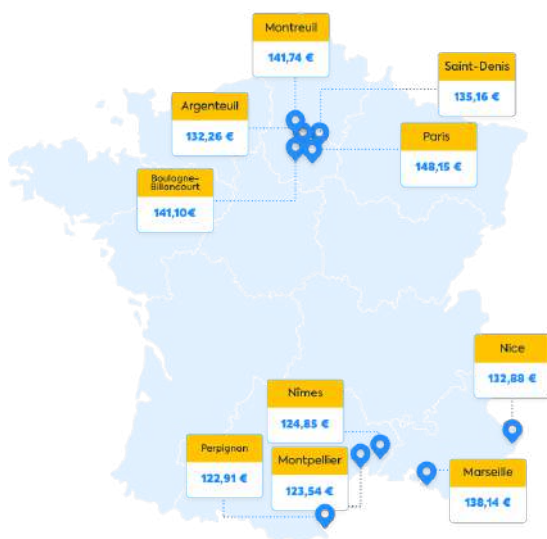 Montreuil
141,74 €
Saint-Denis
135,16 €
Argenteuil
132,26 €
Paris
148,15 €
Boulogne-
Billancourt
141,10€
Nice
132,88 €
Nîmes
124,85 €
Perpignan
122,91 €
Montpellier
123,54 €
Marseille
138,14 €